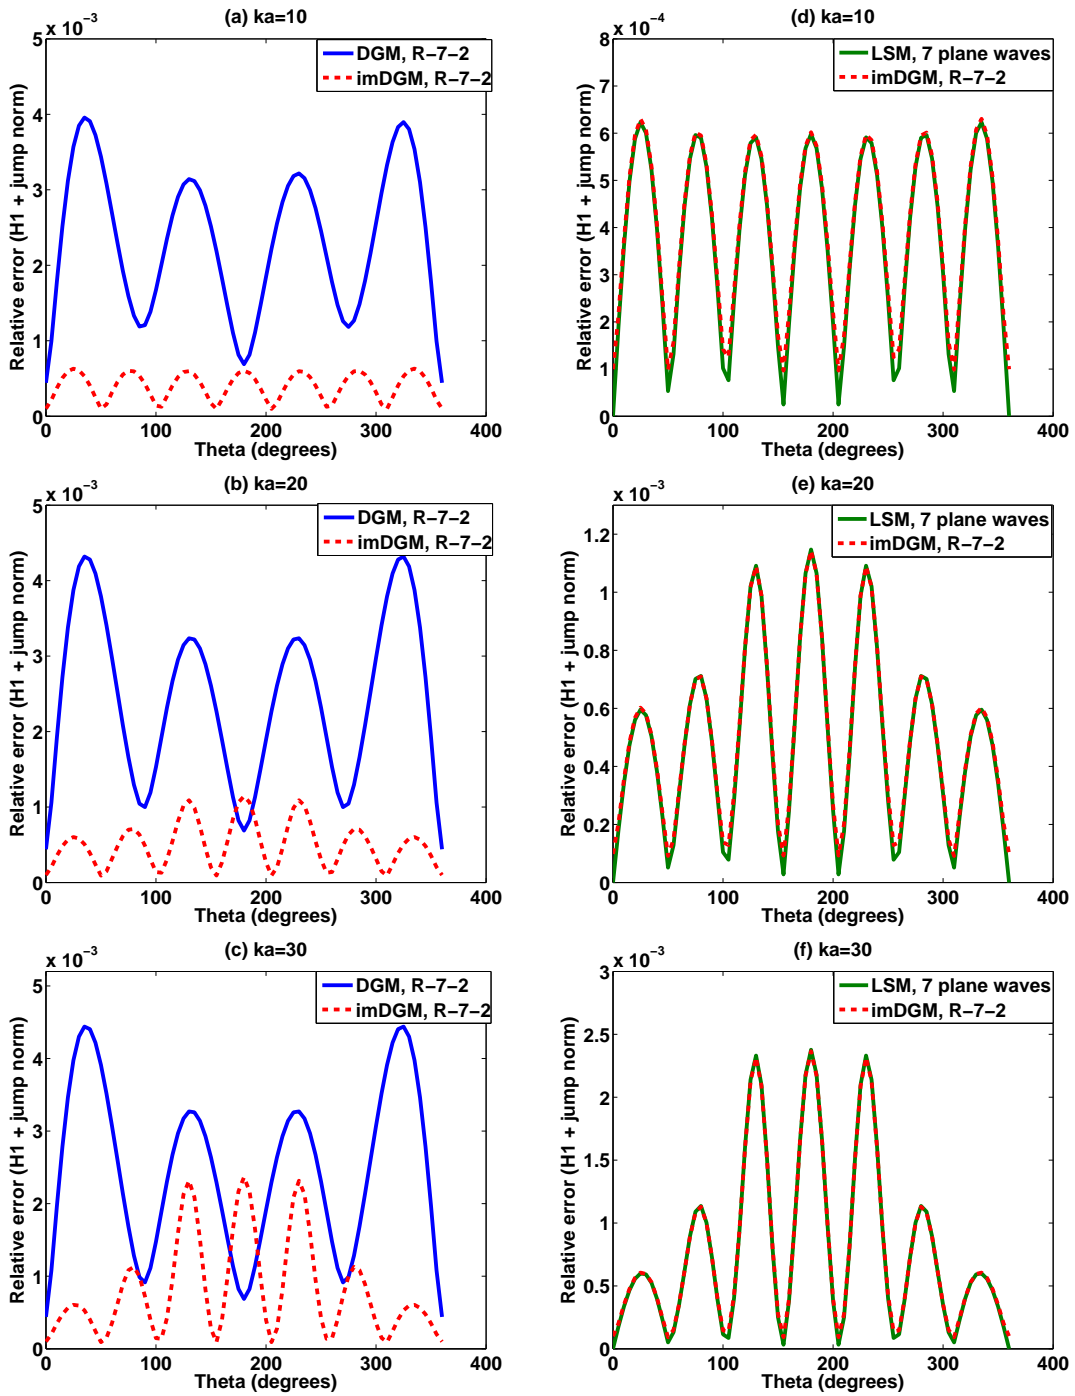 (a) ka=10
x 10⁻³
DGM, R−7−2
imDGM, R−7−2
Relative error (H1 + jump norm)
5
4
3
2
1
0
0 100 200 300 400
Theta (degrees)
(d) ka=10
x 10⁻⁴
LSM, 7 plane waves
imDGM, R−7−2
Relative error (H1 + jump norm)
8
7
6
5
4
3
2
1
0
0 100 200 300 400
Theta (degrees)
(b) ka=20
x 10⁻³
DGM, R−7−2
imDGM, R−7−2
Relative error (H1 + jump norm)
5
4
3
2
1
0
0 100 200 300 400
Theta (degrees)
(e) ka=20
x 10⁻³
LSM, 7 plane waves
imDGM, R−7−2
Relative error (H1 + jump norm)
1.2
1
0.8
0.6
0.4
0.2
0
0 100 200 300 400
Theta (degrees)
(c) ka=30
x 10⁻³
DGM, R−7−2
imDGM, R−7−2
Relative error (H1 + jump norm)
5
4
3
2
1
0
0 100 200 300 400
Theta (degrees)
(f) ka=30
x 10⁻³
LSM, 7 plane waves
imDGM, R−7−2
Relative error (H1 + jump norm)
3
2.5
2
1.5
1
0.5
0
0 100 200 300 400
Theta (degrees)